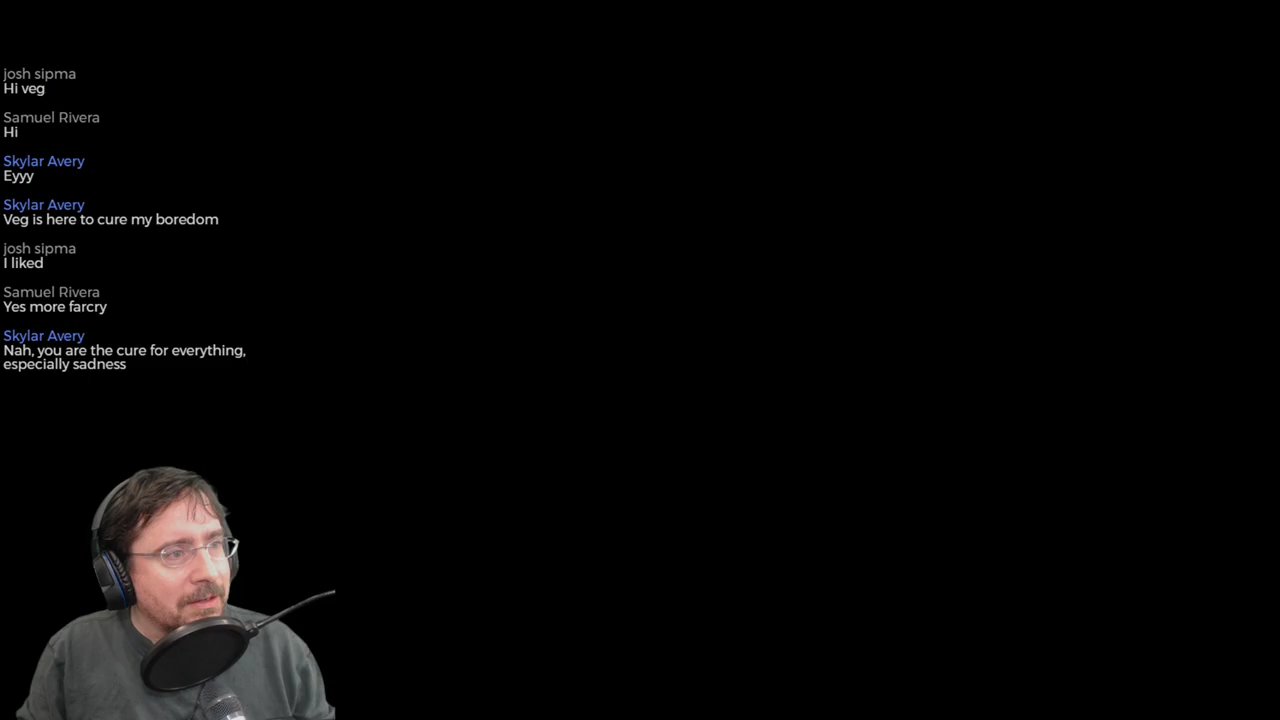 josh sipma
Hi veg
Samuel Rivera
Hi
Skylar Avery
Eyyy
Skylar Avery
Veg is here to cure my boredom
josh sipma
I liked
Samuel Rivera
Yes more farcry
Skylar Avery
Nah, you are the cure for everything,
especially sadness